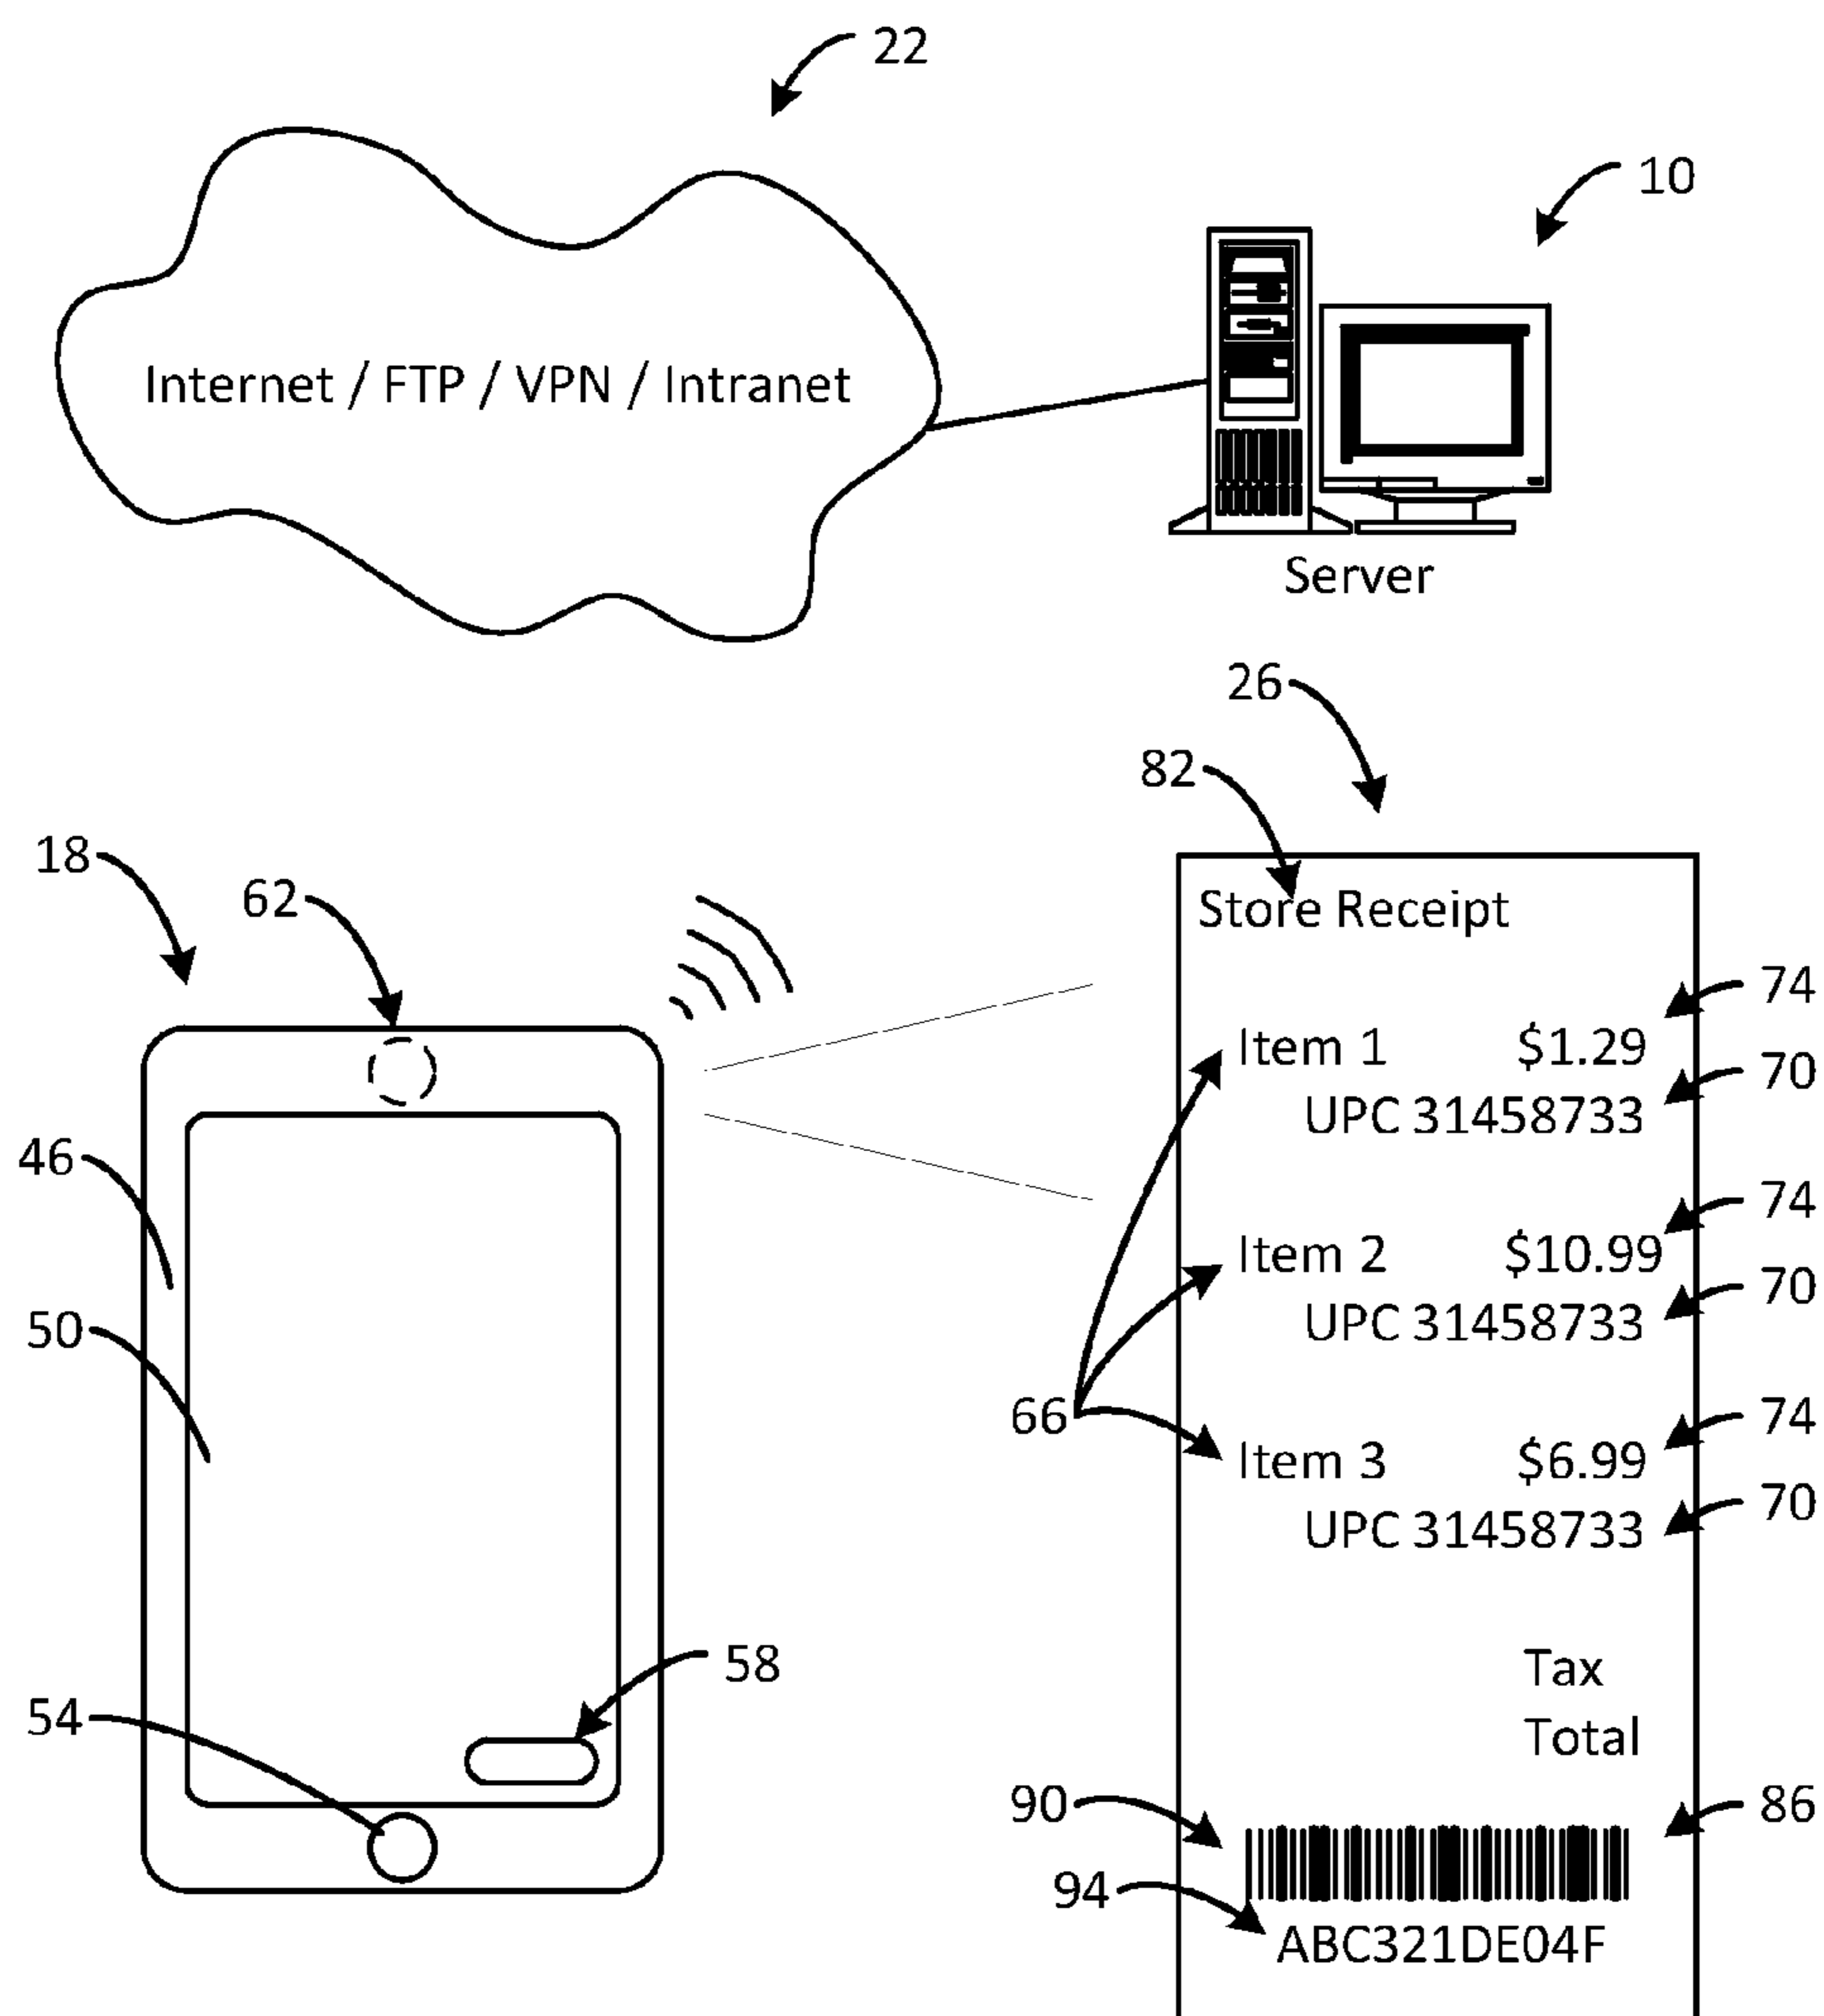 22
10
Internet / FTP / VPN / Intranet
Server
26
82
18
62
Store Receipt
74
Item 1 $1.29
70
UPC 31458733
46
74
Item 2 $10.99
70
UPC 31458733
50
66
74
Item 3 $6.99
70
UPC 31458733
58
Tax
54
Total
90
86
94
ABC321DE04F